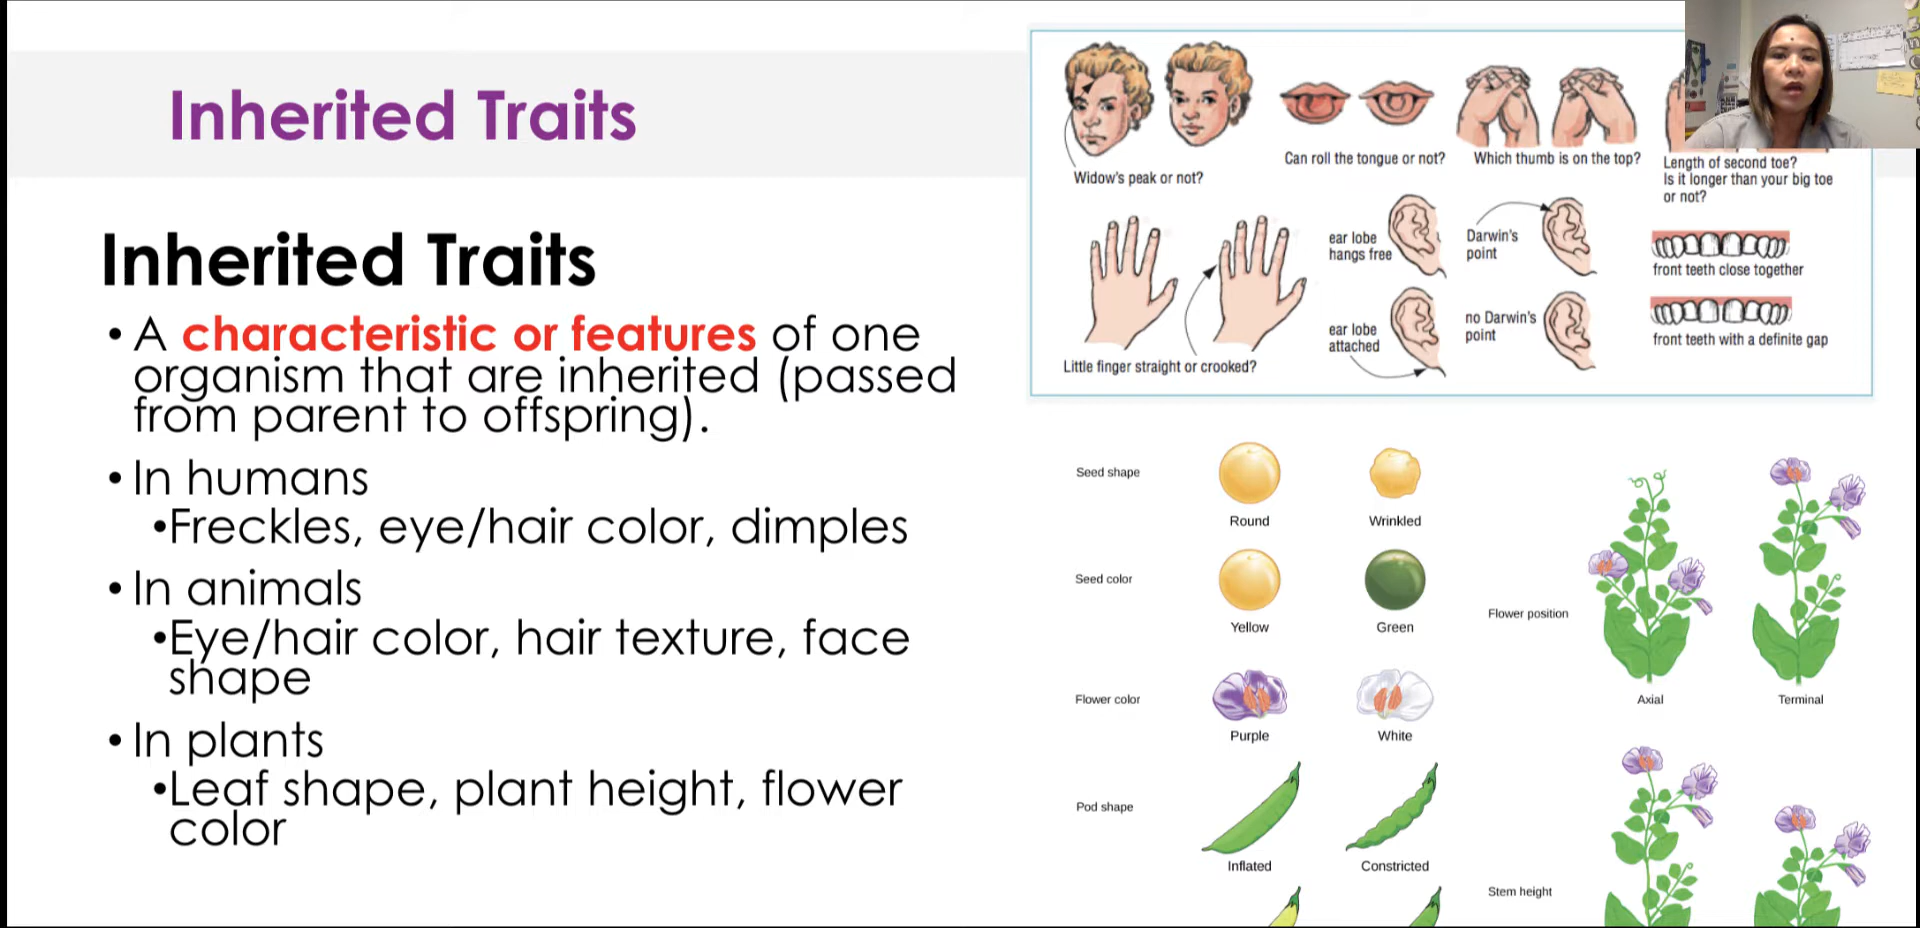 Inherited Traits
Inherited Traits
• A characteristic or features of one
organism that are inherited (passed
from parent to offspring).
• In humans
•Freckles, eye/hair color, dimples
• In animals
•Eye/hair color, hair texture, face
shape
• In plants
•Leaf shape, plant height, flower
color
Widow's peak or not?
Can roll the tongue or not?
Which thumb is on the top?
Length of second toe?
Is it longer than your big toe
or not?
Little finger straight or crooked?
ear lobe
hangs free
Darwin's
point
front teeth close together
ear lobe
attached
no Darwin's
point
front teeth with a definite gap
Seed shape
Round
Wrinkled
Seed color
Yellow
Green
Flower color
Purple
White
Pod shape
Inflated
Constricted
Flower position
Axial
Terminal
Stem height